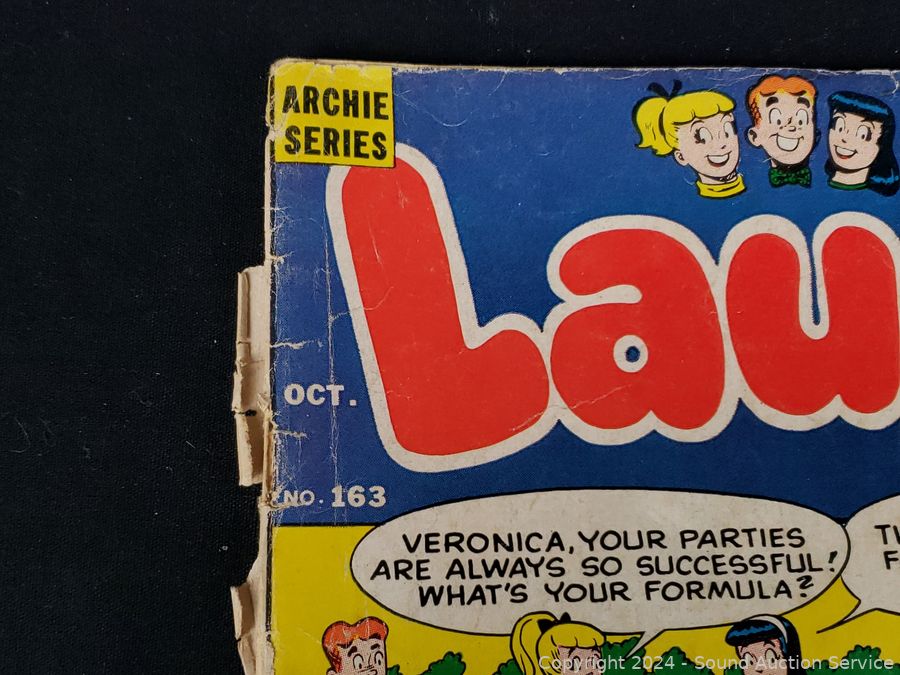 ARCHIE
SERIES
Lau
OCT.
NO. 163
VERONICA, YOUR PARTIES
ARE ALWAYS SO SUCCESSFUL!
WHAT'S YOUR FORMULA?
Copyright 2024 - Sound Auction Service